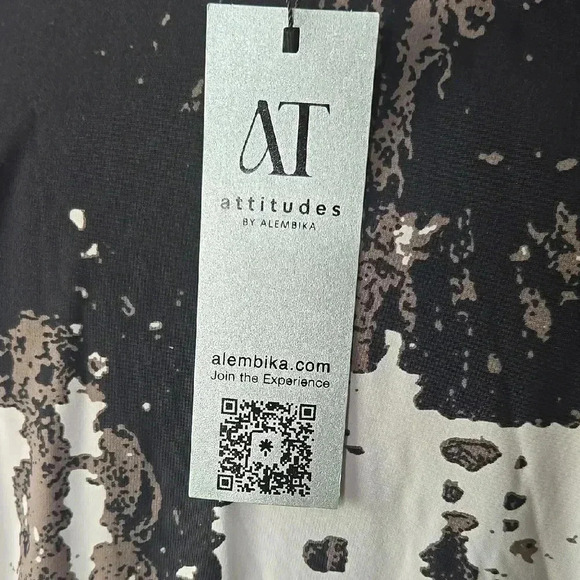 AT
attitudes
BY ALEMBIKA
alembika.com
Join the Experience